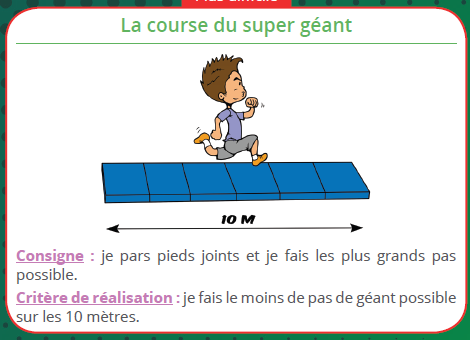 La course du super géant
10 M
Consigne : je pars pieds joints et je fais les plus grands pas
possible.
Critère de réalisation : je fais le moins de pas de géant possible
sur les 10 mètres.